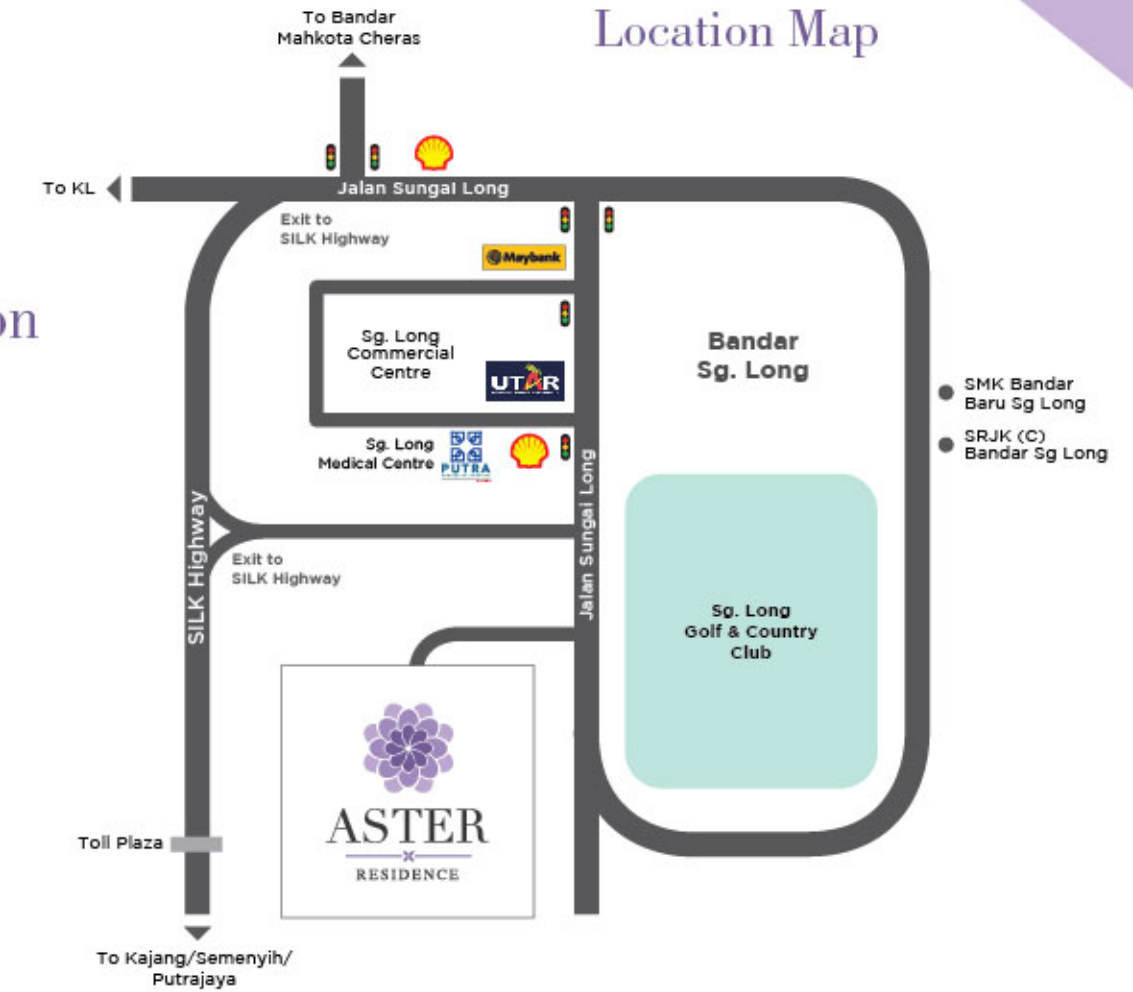 To Bandar
Mahkota Cheras
Location Map
To KL
Jalan Sungai Long
Exit to
SILK Highway
Maybank
on
Sg. Long
Commercial
Centre
UTAR
Bandar
Sg. Long
SMK Bandar
Baru Sg Long
SRJK (C)
Bandar Sg Long
Sg. Long
Medical Centre
PUTRA
Jalan Sungai Long
SILK Highway
Exit to
SILK Highway
Sg. Long
Golf & Country
Club
ASTER
RESIDENCE
Toll Plaza
To Kajang/Semenyih/
Putrajaya